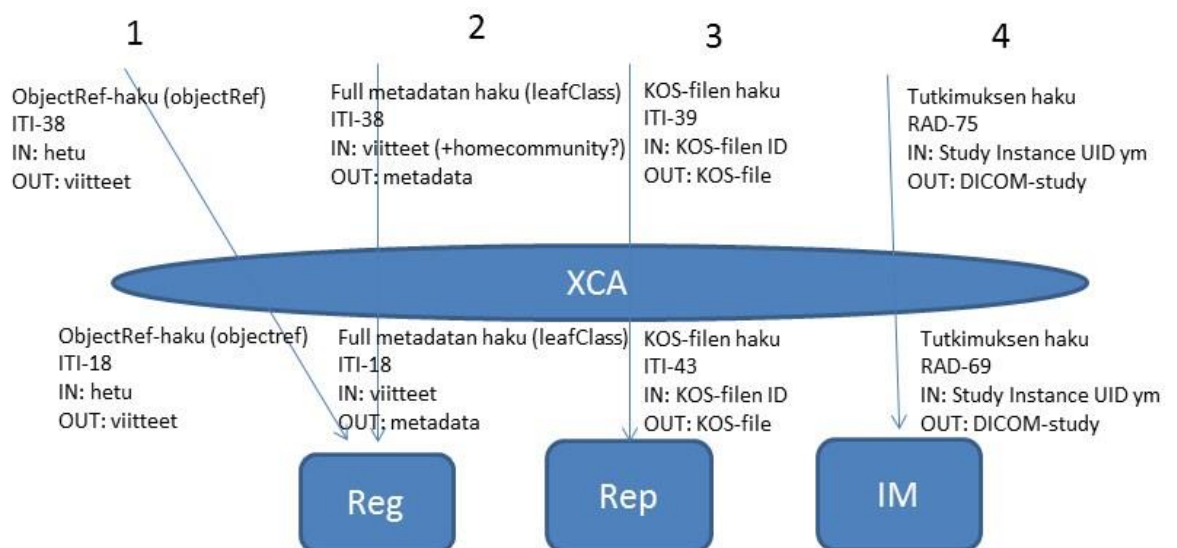 1
2
3
4
ObjectRef-haku (objectRef)
ITI-38
IN: hetu
OUT: viitteet
Full metadatan haku (leafClass)
ITI-38
IN: viitteet (+homecommunity?)
OUT: metadata
KOS-filen haku
ITI-39
IN: KOS-filen ID
OUT: KOS-file
Tutkimuksen haku
RAD-75
IN: Study Instance UID ym
OUT: DICOM-study
XCA
ObjectRef-haku (objectref)
ITI-18
IN: hetu
OUT: viitteet
Full metadatan haku (leafClass)
ITI-18
IN: viitteet
OUT: metadata
KOS-filen haku
ITI-43
IN: KOS-filen ID
OUT: KOS-file
Tutkimuksen haku
RAD-69
IN: Study Instance UID ym
OUT: DICOM-study
Reg
Rep
IM